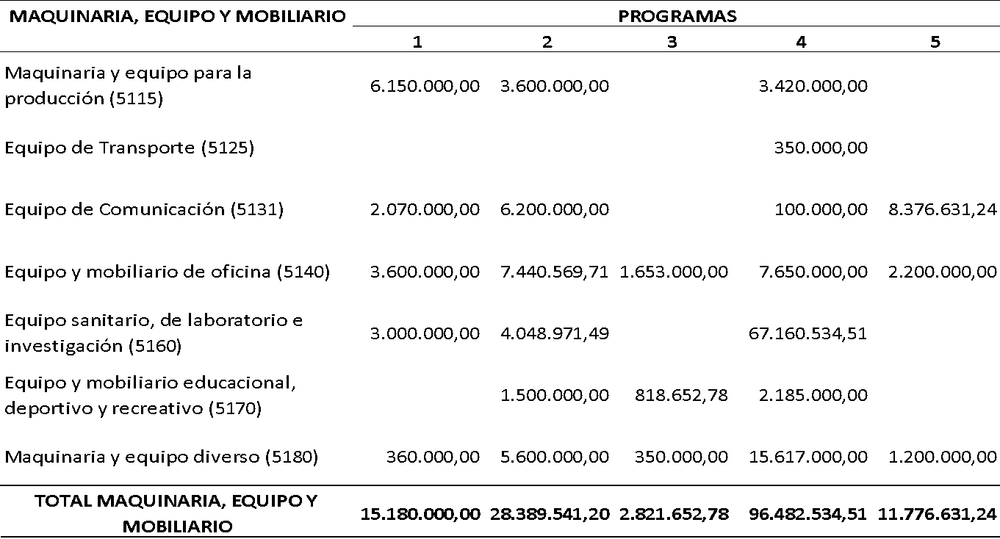 MAQUINARIA, EQUIPO Y MOBILIARIO PROGRAMAS
1 2 3 4 5
Maquinaria y equipo para la
producción (5115) 6.150.000,00 3.600.000,00 3.420.000,00
Equipo de Transporte (5125) 350.000,00
Equipo de Comunicación (5131) 2.070.000,00 6.200.000,00 100.000,00 8.376.631,24
Equipo y mobiliario de oficina (5140) 3.600.000,00 7.440.569,71 1.653.000,00 7.650.000,00 2.200.000,00
Equipo sanitario, de laboratorio e
investigación (5160) 3.000.000,00 4.048.971,49 67.160.534,51
Equipo y mobiliario educacional,
deportivo y recreativo (5170) 1.500.000,00 818.652,78 2.185.000,00
Maquinaria y equipo diverso (5180) 360.000,00 5.600.000,00 350.000,00 15.617.000,00 1.200.000,00
TOTAL MAQUINARIA, EQUIPO Y
MOBILIARIO 15.180.000,00 28.389.541,20 2.821.652,78 96.482.534,51 11.776.631,24